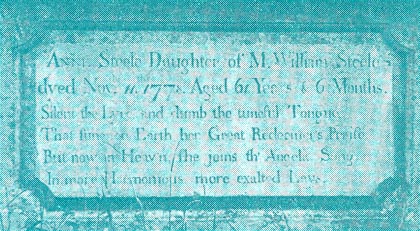 Anne Steele Daughter of M. William Steele
dyed Nov. 11. 1778. Aged 61 Years & 6 Months.
Silent the Lyre and dumb the tuneful Tongue
That sung on Earth her Great Redeemer's Praise
But now in Heav'n she joins th' Angelic Song
In more Harmonious more exalted Lays